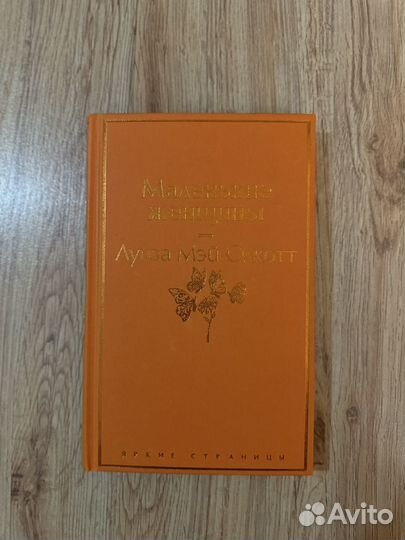 Маленькие
женщины
Луиза Мэй Олкотт
ЯРКИЕ СТРАНИЦЫ
Avito